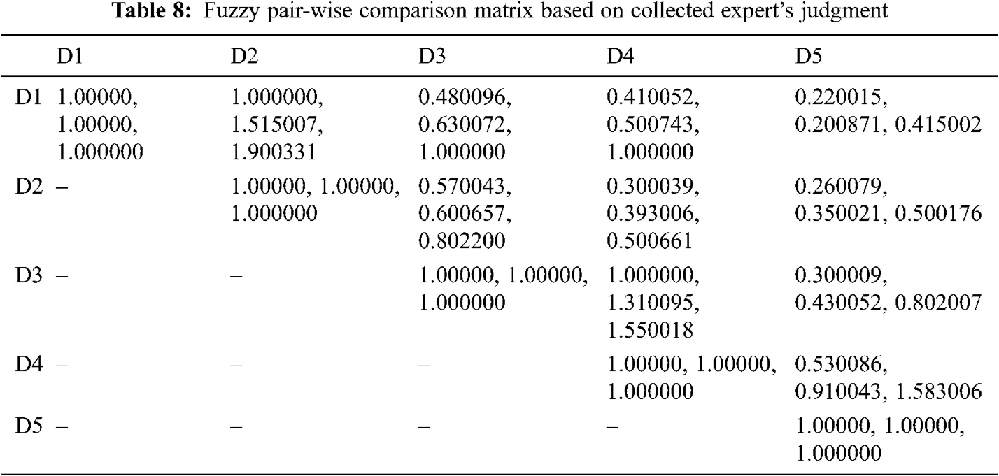 Table 8: Fuzzy pair-wise comparison matrix based on collected expert's judgment
D1 D2 D3 D4 D5
D1 1.00000, 1.000000, 0.480096, 0.410052, 0.220015,
1.00000, 1.515007, 0.630072, 0.500743, 0.200871, 0.415002
1.000000 1.900331 1.000000 1.000000
D2 – 1.00000, 1.00000, 0.570043, 0.300039, 0.260079,
1.000000 0.600657, 0.393006, 0.350021, 0.500176
0.802200 0.500661
D3 – – 1.00000, 1.00000, 1.000000, 0.300009,
1.000000 1.310095, 0.430052, 0.802007
1.550018
D4 – – – 1.00000, 1.00000, 0.530086,
1.000000 0.910043, 1.583006
D5 – – – – 1.00000, 1.00000,
1.000000